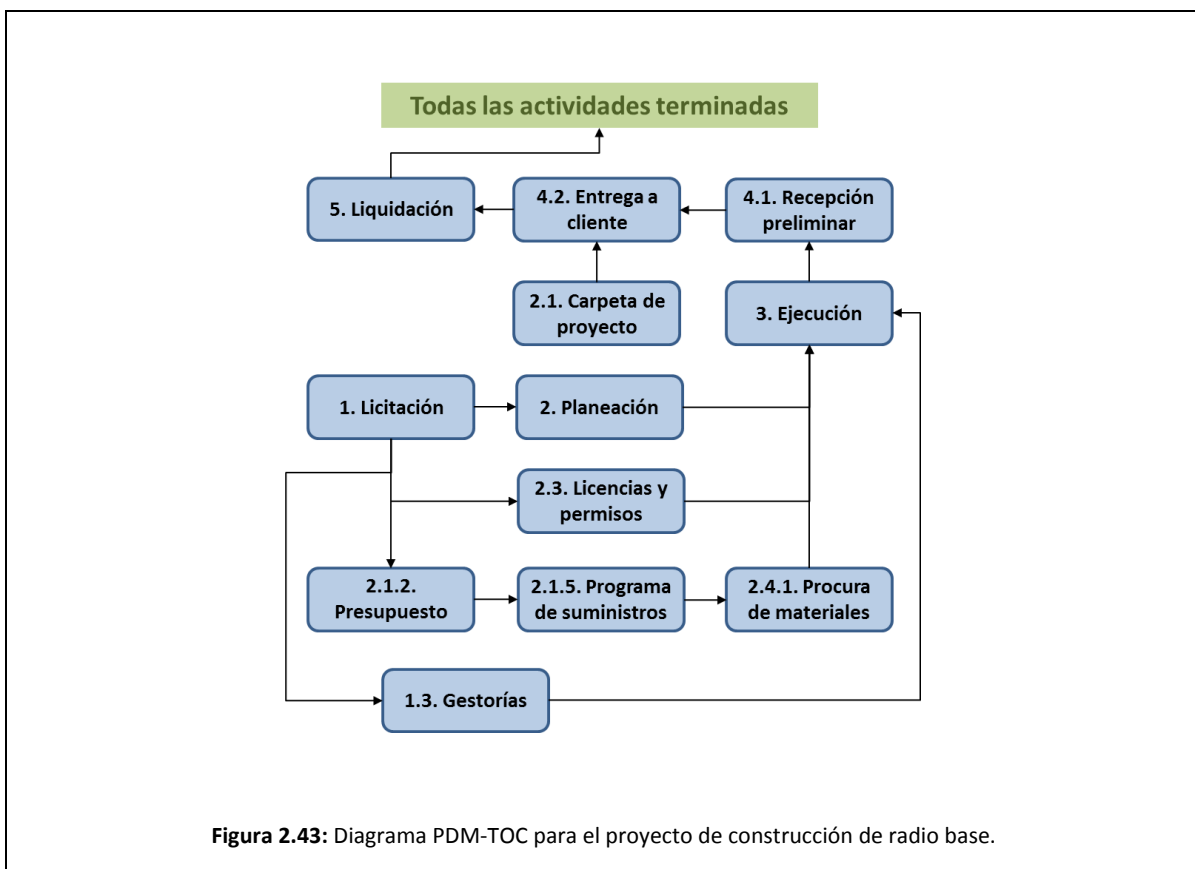 Todas las actividades terminadas
5. Liquidación
4.2. Entrega a
cliente
4.1. Recepción
preliminar
2.1. Carpeta de
proyecto
3. Ejecución
1. Licitación
2. Planeación
2.3. Licencias y
permisos
2.1.2.
Presupuesto
2.1.5. Programa
de suministros
2.4.1. Procura
de materiales
1.3. Gestorías
Figura 2.43: Diagrama PDM-TOC para el proyecto de construcción de radio base.